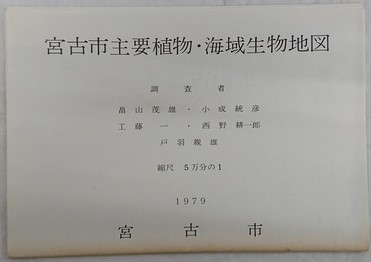 宮古市主要植物・海域生物地図
調査者
畠山茂雄・小成統彦
工藤一・西野耕一郎
戸羽親雄
縮尺 5万分の1
1979
宮古市